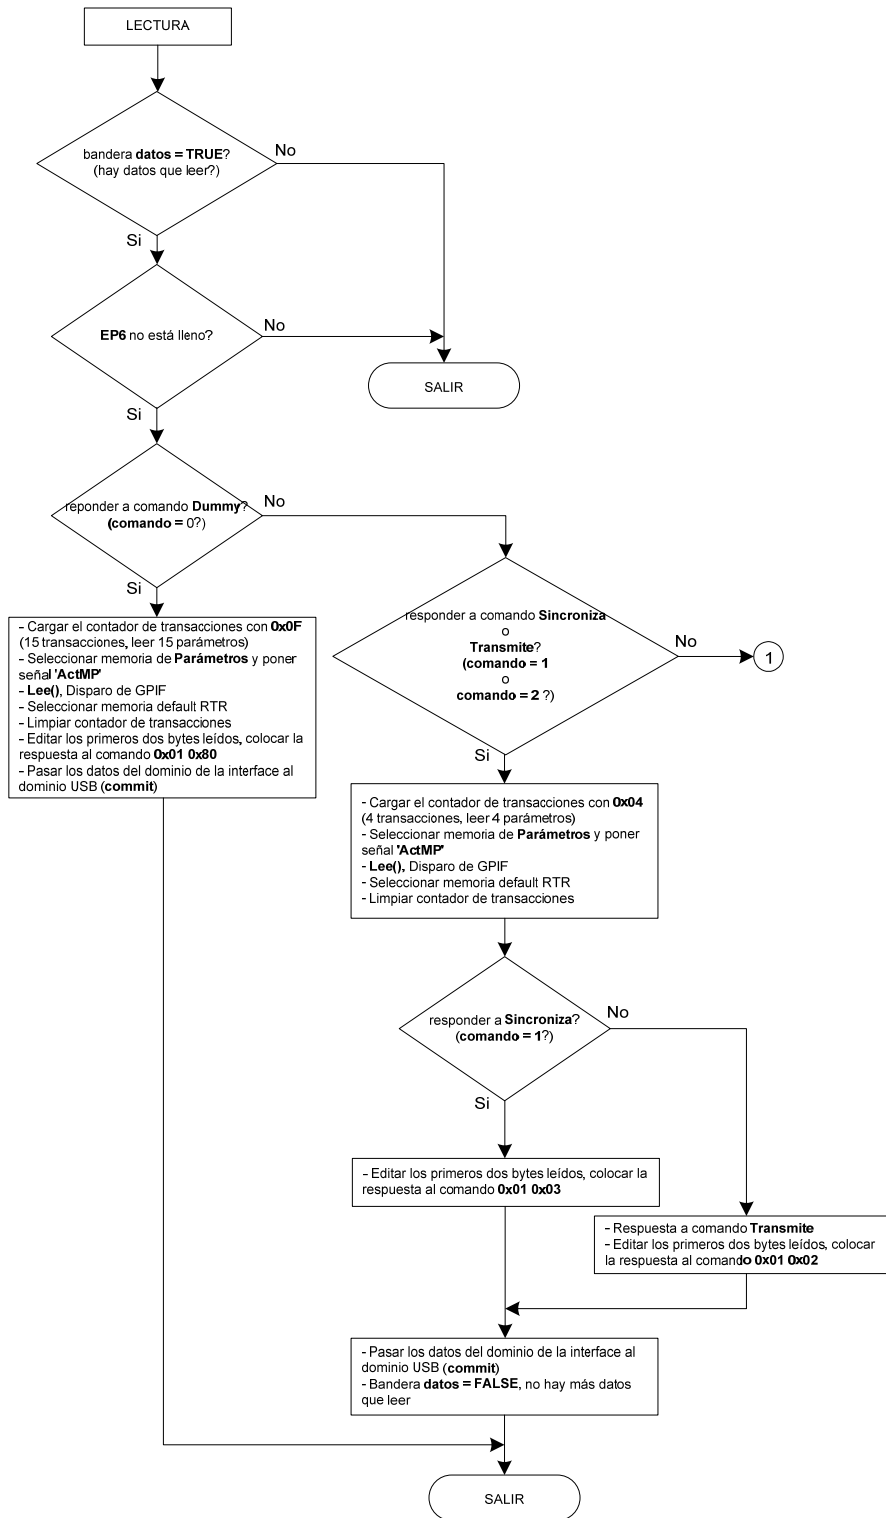 LECTURA
bandera datos = TRUE?
(hay datos que leer?)
No
Si
EP6 no está lleno?
No
SALIR
Si
reponder a comando Dummy?
(comando = 0?)
No
Si
- Cargar el contador de transacciones con 0x0F
(15 transacciones, leer 15 parámetros)
- Seleccionar memoria de Parámetros y poner
señal 'ActMP'
- Lee(), Disparo de GPIF
- Seleccionar memoria default RTR
- Limpiar contador de transacciones
- Editar los primeros dos bytes leídos, colocar la
respuesta al comando 0x01 0x80
- Pasar los datos del dominio de la interface al
dominio USB (commit)
responder a comando Sincroniza
o
Transmite?
(comando = 1
o
comando = 2 ?)
No
1
Si
- Cargar el contador de transacciones con 0x04
(4 transacciones, leer 4 parámetros)
- Seleccionar memoria de Parámetros y poner
señal 'ActMP'
- Lee(), Disparo de GPIF
- Seleccionar memoria default RTR
- Limpiar contador de transacciones
responder a Sincroniza?
(comando = 1?)
No
Si
- Editar los primeros dos bytes leídos, colocar la
respuesta al comando 0x01 0x03
- Respuesta a comando Transmite
- Editar los primeros dos bytes leídos, colocar
la respuesta al comando 0x01 0x02
- Pasar los datos del dominio de la interface al
dominio USB (commit)
- Bandera datos = FALSE, no hay más datos
que leer
SALIR